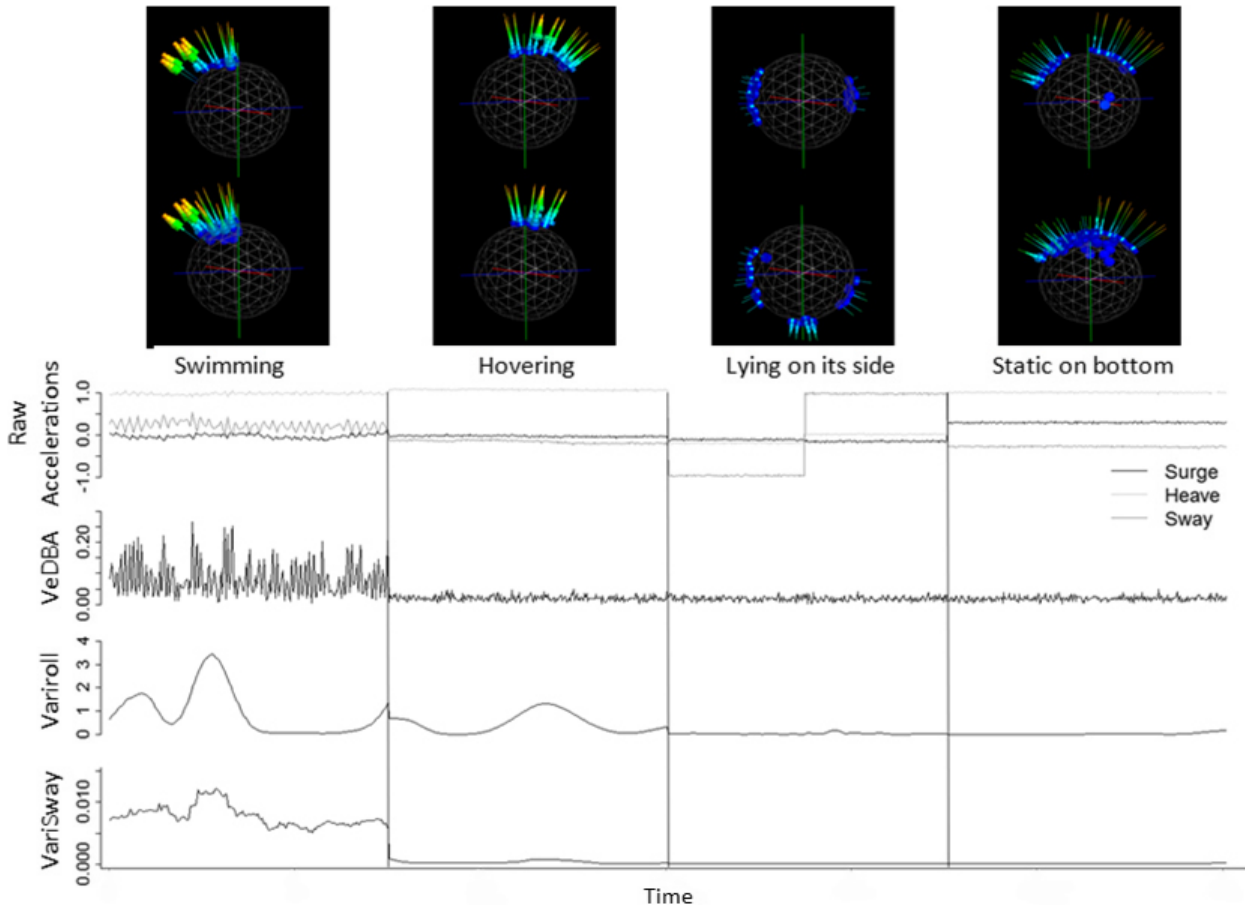 Swimming
Hovering
Lying on its side
Static on bottom
Raw
Accelerations
1.0
0.0
-1.0
Surge
Heave
Sway
VeDBA
0.20
0.00
Variroll
4
3
2
1
0
VariSway
0.010
0.000
Time